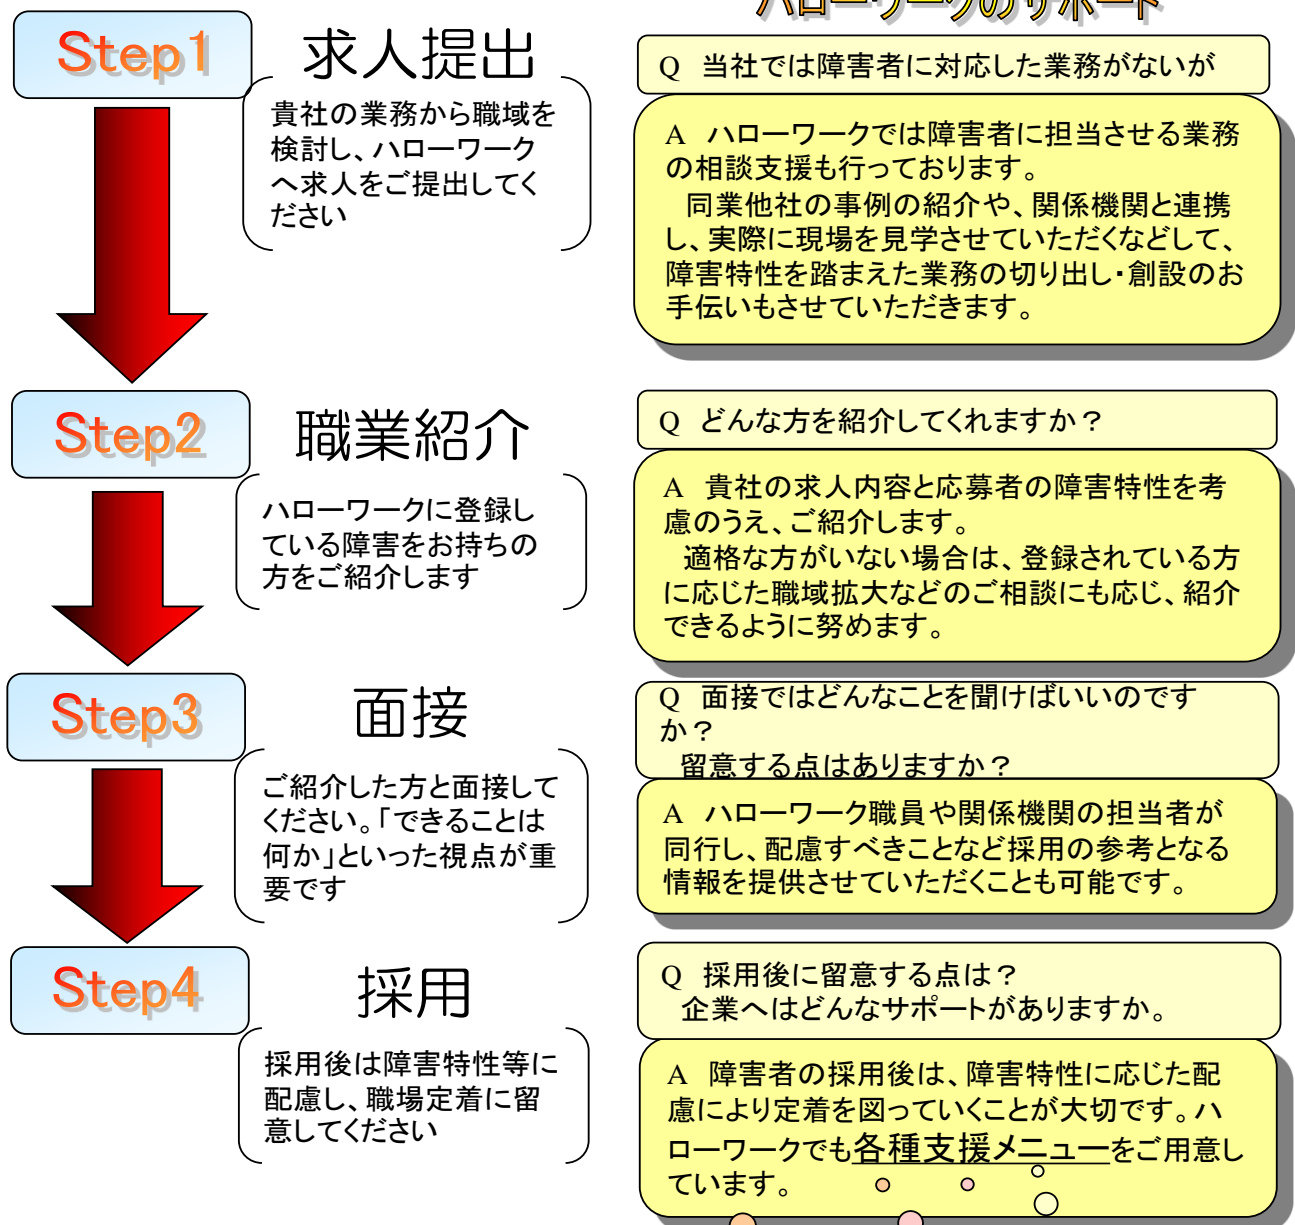 ハローワークのサポート
Step1
求人提出
貴社の業務から職域を
検討し、ハローワーク
へ求人をご提出してく
ださい
Q 当社では障害者に対応した業務がないが
A ハローワークでは障害者に担当させる業務
の相談支援も行っております。
同業他社の事例の紹介や、関係機関と連携
し、実際に現場を見学させていただくなどして、
障害特性を踏まえた業務の切り出し・創設のお
手伝いもさせていただきます。
Step2
職業紹介
ハローワークに登録し
ている障害をお持ちの
方をご紹介します
Q どんな方を紹介してくれますか？
A 貴社の求人内容と応募者の障害特性を考
慮のうえ、ご紹介します。
適格な方がいない場合は、登録されている方
に応じた職域拡大などのご相談にも応じ、紹介
できるように努めます。
Step3
面接
ご紹介した方と面接して
ください。「できることは
何か」といった視点が重
要です
Q 面接ではどんなことを聞けばいいのです
か？
留意する点はありますか？
A ハローワーク職員や関係機関の担当者が
同行し、配慮すべきことなど採用の参考となる
情報を提供させていただくことも可能です。
Step4
採用
採用後は障害特性等に
配慮し、職場定着に留
意してください
Q 採用後に留意する点は？
企業へはどんなサポートがありますか。
A 障害者の採用後は、障害特性に応じた配
慮により定着を図っていくことが大切です。ハ
ローワークでも各種支援メニューをご用意し
ています。